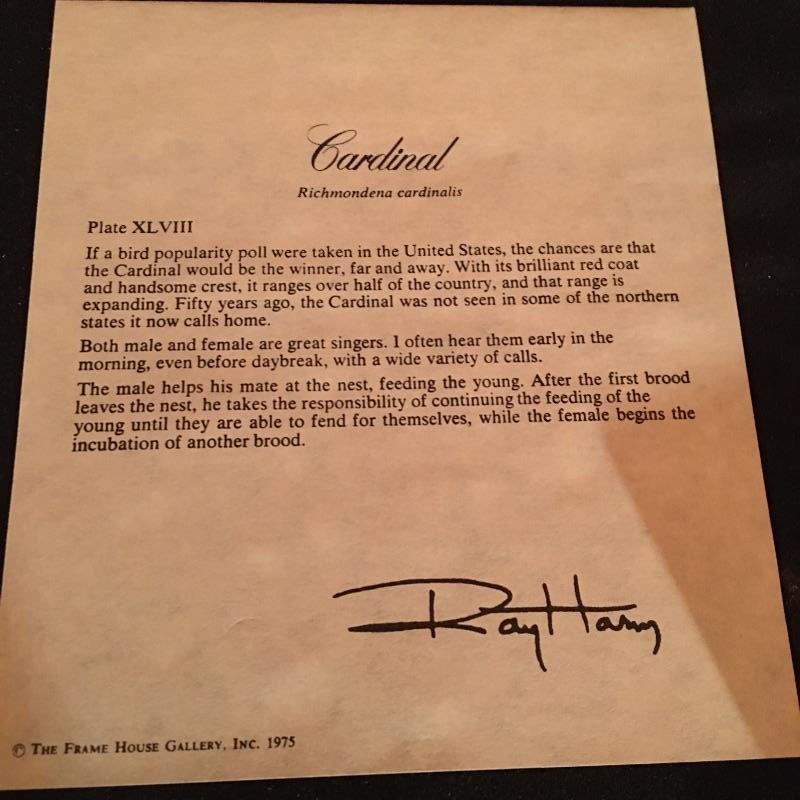 Cardinal
Richmondena cardinalis
Plate XLVIII
If a bird popularity poll were taken in the United States, the chances are that
the Cardinal would be the winner, far and away. With its brilliant red coat
and handsome crest, it ranges over half of the country, and that range is
expanding. Fifty years ago, the Cardinal was not seen in some of the northern
states it now calls home.
Both male and female are great singers. I often hear them early in the
morning, even before daybreak, with a wide variety of calls.
The male helps his mate at the nest, feeding the young. After the first brood
leaves the nest, he takes the responsibility of continuing the feeding of the
young until they are able to fend for themselves, while the female begins the
incubation of another brood.
Ray Harm
© The Frame House Gallery, Inc. 1975